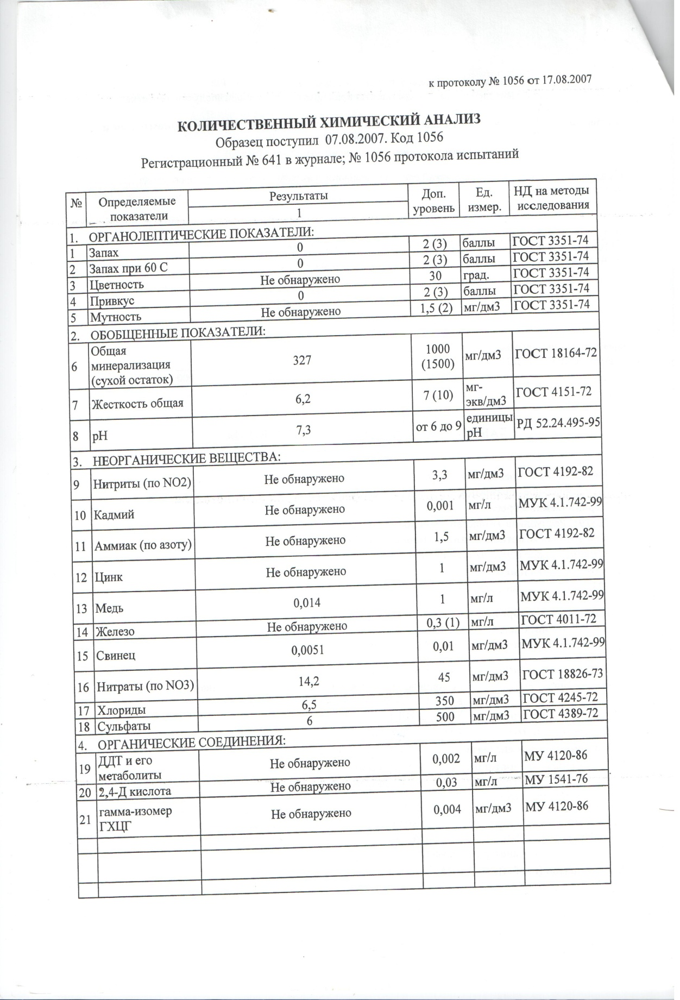 к протоколу № 1056 от 17.08.2007
КОЛИЧЕСТВЕННЫЙ ХИМИЧЕСКИЙ АНАЛИЗ
Образец поступил 07.08.2007. Код 1056
Регистрационный № 641 в журнале; № 1056 протокола испытаний
№ Определяемые показатели Результаты 1 Доп. уровень Ед. измер. НД на методы исследования
1. ОРГАНОЛЕПТИЧЕСКИЕ ПОКАЗАТЕЛИ:
1 Запах 0 2 (3) баллы ГОСТ 3351-74
2 Запах при 60 С 0 2 (3) баллы ГОСТ 3351-74
3 Цветность Не обнаружено 30 град. ГОСТ 3351-74
4 Привкус 0 2 (3) баллы ГОСТ 3351-74
5 Мутность Не обнаружено 1,5 (2) мг/дм3 ГОСТ 3351-74
2. ОБОБЩЕННЫЕ ПОКАЗАТЕЛИ:
6 Общая минерализация (сухой остаток) 327 1000 (1500) мг/дм3 ГОСТ 18164-72
7 Жесткость общая 6,2 7 (10) мг-экв/дм3 ГОСТ 4151-72
8 pH 7,3 от 6 до 9 единицы pH РД 52.24.495-95
3. НЕОРГАНИЧЕСКИЕ ВЕЩЕСТВА:
9 Нитриты (по NO2) Не обнаружено 3,3 мг/дм3 ГОСТ 4192-82
10 Кадмий Не обнаружено 0,001 мг/л МУК 4.1.742-99
11 Аммиак (по азоту) Не обнаружено 1,5 мг/дм3 ГОСТ 4192-82
12 Цинк Не обнаружено 1 мг/дм3 МУК 4.1.742-99
13 Медь 0,014 1 мг/л МУК 4.1.742-99
14 Железо Не обнаружено 0,3 (1) мг/л ГОСТ 4011-72
15 Свинец 0,0051 0,01 мг/дм3 МУК 4.1.742-99
16 Нитраты (по NO3) 14,2 45 мг/дм3 ГОСТ 18826-73
17 Хлориды 6,5 350 мг/дм3 ГОСТ 4245-72
18 Сульфаты 6 500 мг/дм3 ГОСТ 4389-72
4. ОРГАНИЧЕСКИЕ СОЕДИНЕНИЯ:
19 ДДТ и его метаболиты Не обнаружено 0,002 мг/л МУ 4120-86
20 2,4-Д кислота Не обнаружено 0,03 мг/л МУ 1541-76
21 гамма-изомер ГХЦГ Не обнаружено 0,004 мг/дм3 МУ 4120-86